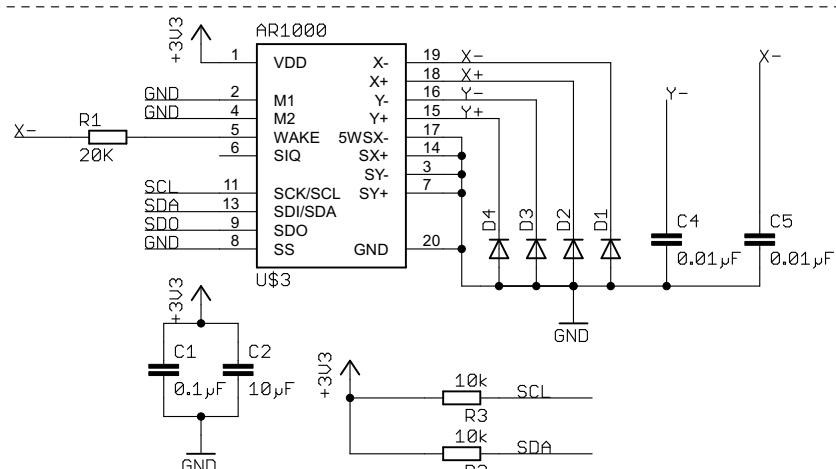 AR1000
+3V3
1 VDD X- 19 X-
X+ 18 X+
GND 2 M1 Y- 16 Y-
GND 4 M2 Y+ 15 Y+
X- R1 5 WAKE 5WSX- 17
20K
6 SIQ SX+ 14
SY- 3
SCL 11 SCK/SCL SY+ 7
SDA 13 SDI/SDA
SDO 9 SDO
GND 8 SS GND 20
U$3
D4 D3 D2 D1
Y-
X-
C4
0.01µF
C5
0.01µF
GND
+3V3
C1
0.1µF
C2
10µF
GND
+3V3
10k
SCL
R3
10k
SDA